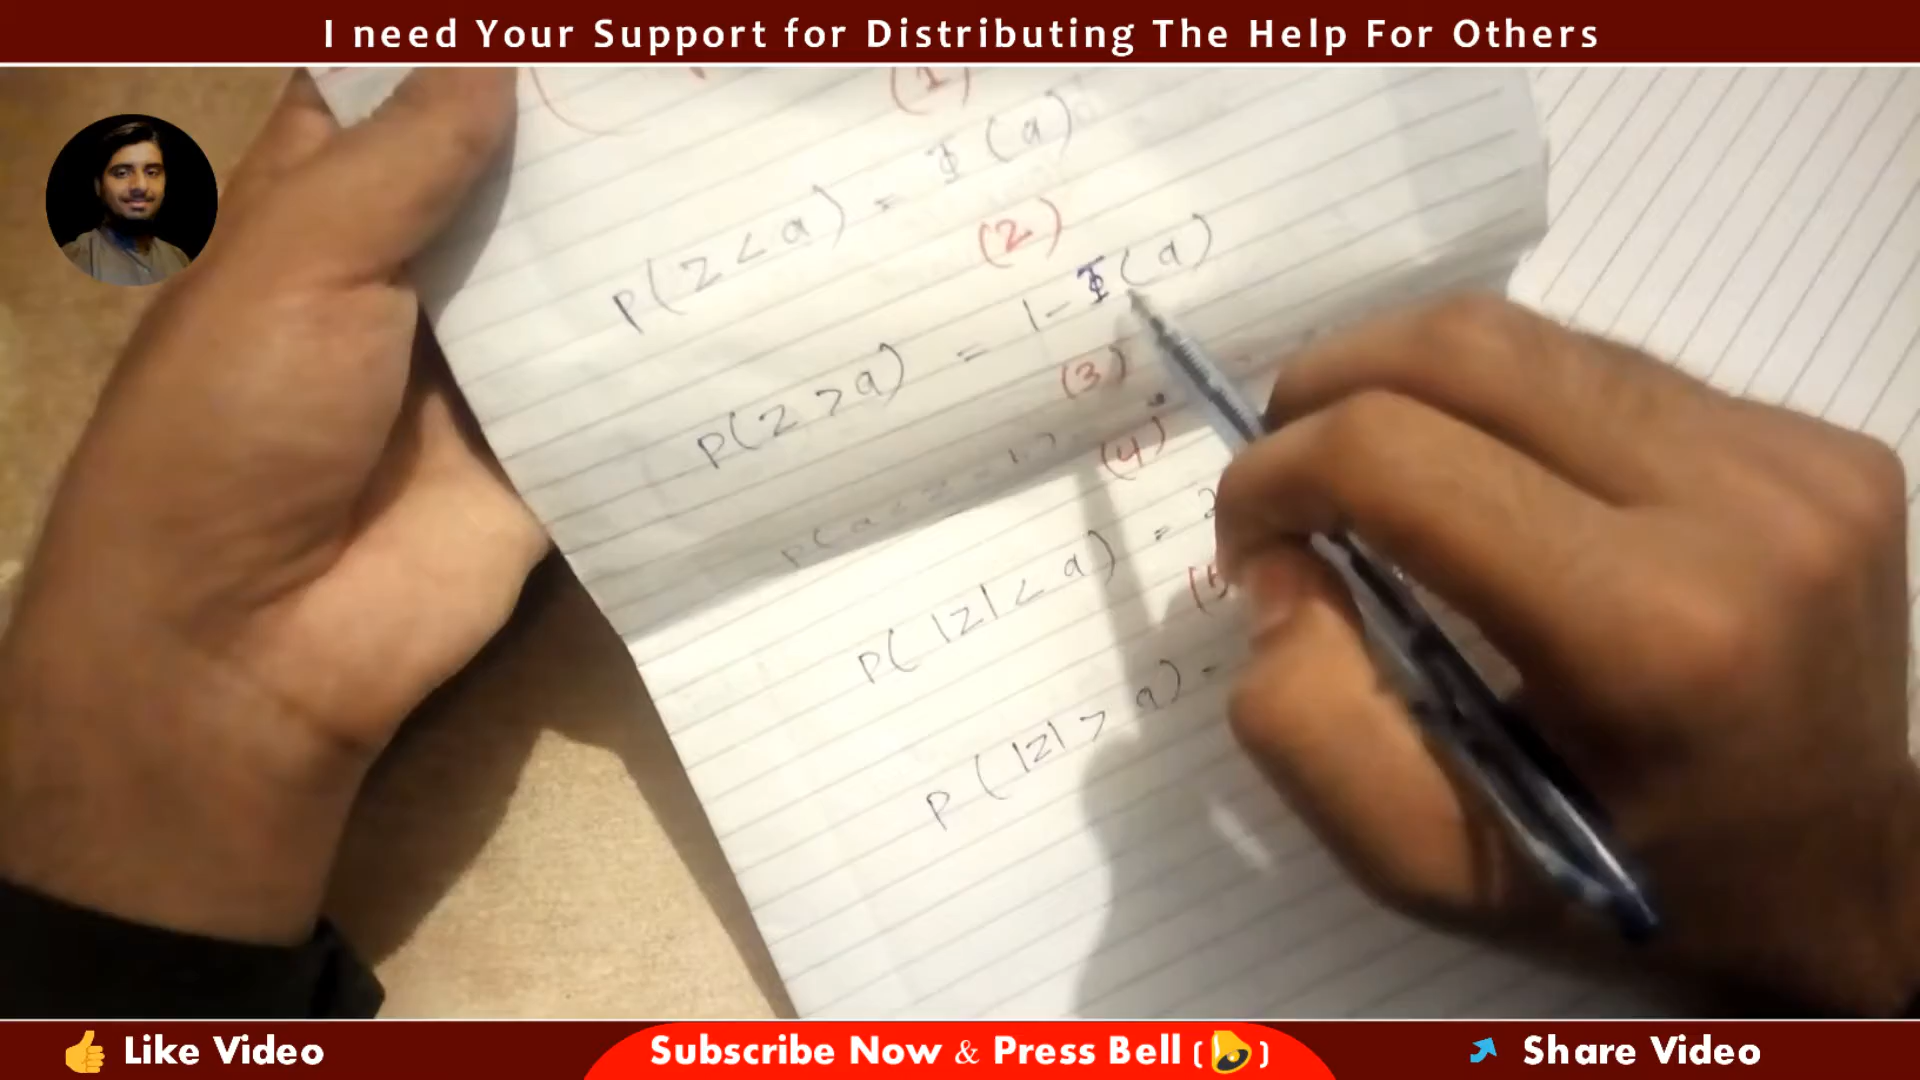 I need Your Support for Distributing The Help For Others
(1)
P(Z < a) = Φ(a)
(2)
P(Z > a) = 1 - Φ(a)
(3)
P(a < Z
(4)
P(|Z| < a) = 2
(5
P(|Z| > a) =
Like Video
Subscribe Now & Press Bell ( )
Share Video